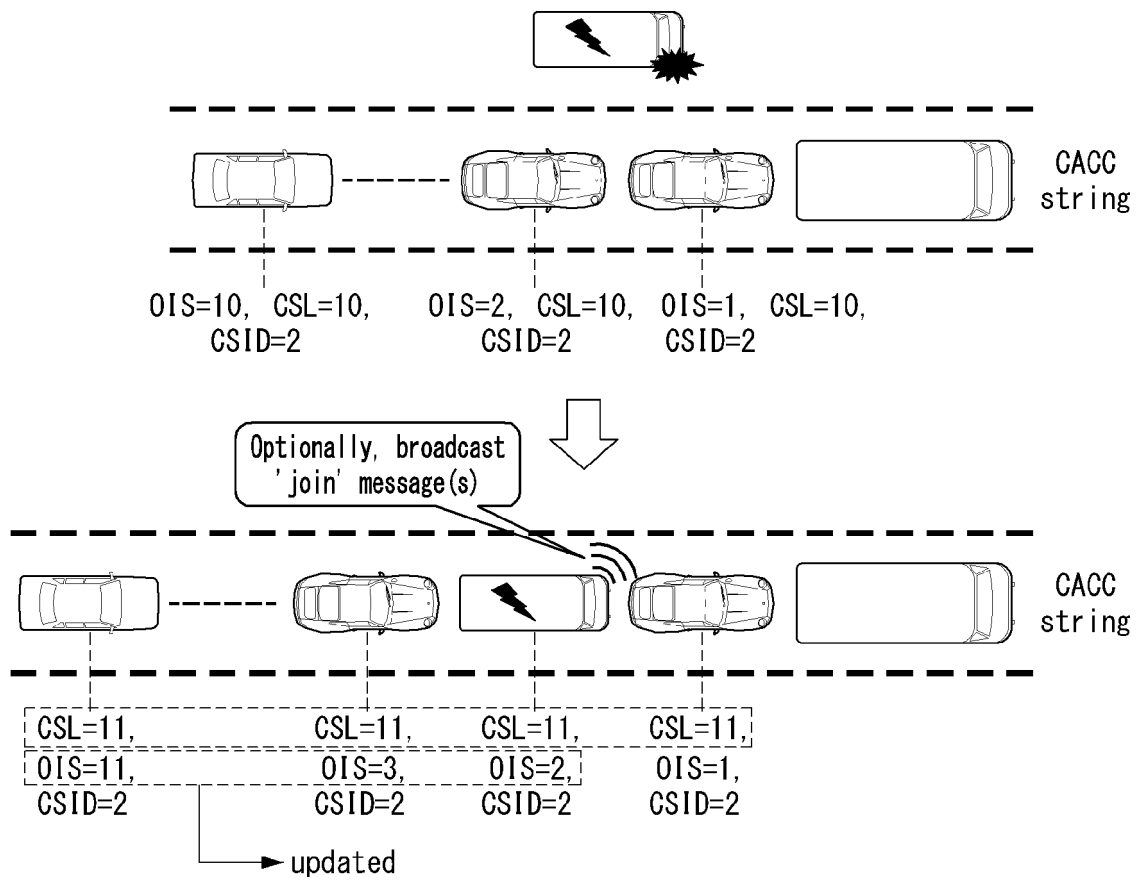 CACC
string
OIS=10, CSL=10, OIS=2, CSL=10, OIS=1, CSL=10,
CSID=2 CSID=2 CSID=2
Optionally, broadcast
'join' message(s)
CACC
string
CSL=11, CSL=11, CSL=11, CSL=11,
OIS=11, OIS=3, OIS=2, OIS=1,
CSID=2 CSID=2 CSID=2 CSID=2
updated